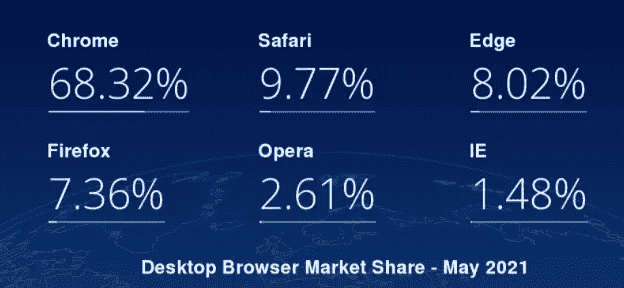 Chrome Safari Edge
68.32% 9.77% 8.02%
Firefox Opera IE
7.36% 2.61% 1.48%
Desktop Browser Market Share - May 2021